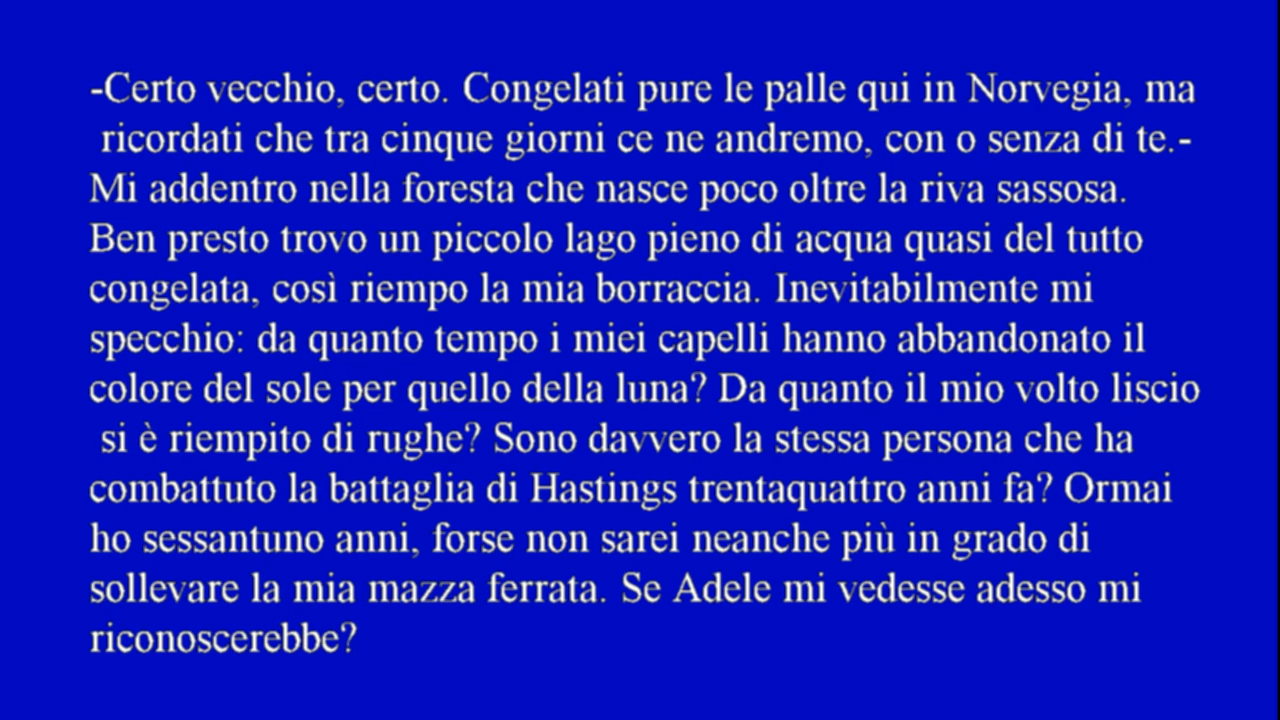 -Certo vecchio, certo. Congelati pure le palle qui in Norvegia, ma
ricordati che tra cinque giorni ce ne andremo, con o senza di te.-
Mi addentro nella foresta che nasce poco oltre la riva sassosa.
Ben presto trovo un piccolo lago pieno di acqua quasi del tutto
congelata, così riempo la mia borraccia. Inevitabilmente mi
specchio: da quanto tempo i miei capelli hanno abbandonato il
colore del sole per quello della luna? Da quanto il mio volto liscio
si è riempito di rughe? Sono davvero la stessa persona che ha
combattuto la battaglia di Hastings trentaquattro anni fa? Ormai
ho sessantuno anni, forse non sarei neanche più in grado di
sollevare la mia mazza ferrata. Se Adele mi vedesse adesso mi
riconoscerebbe?